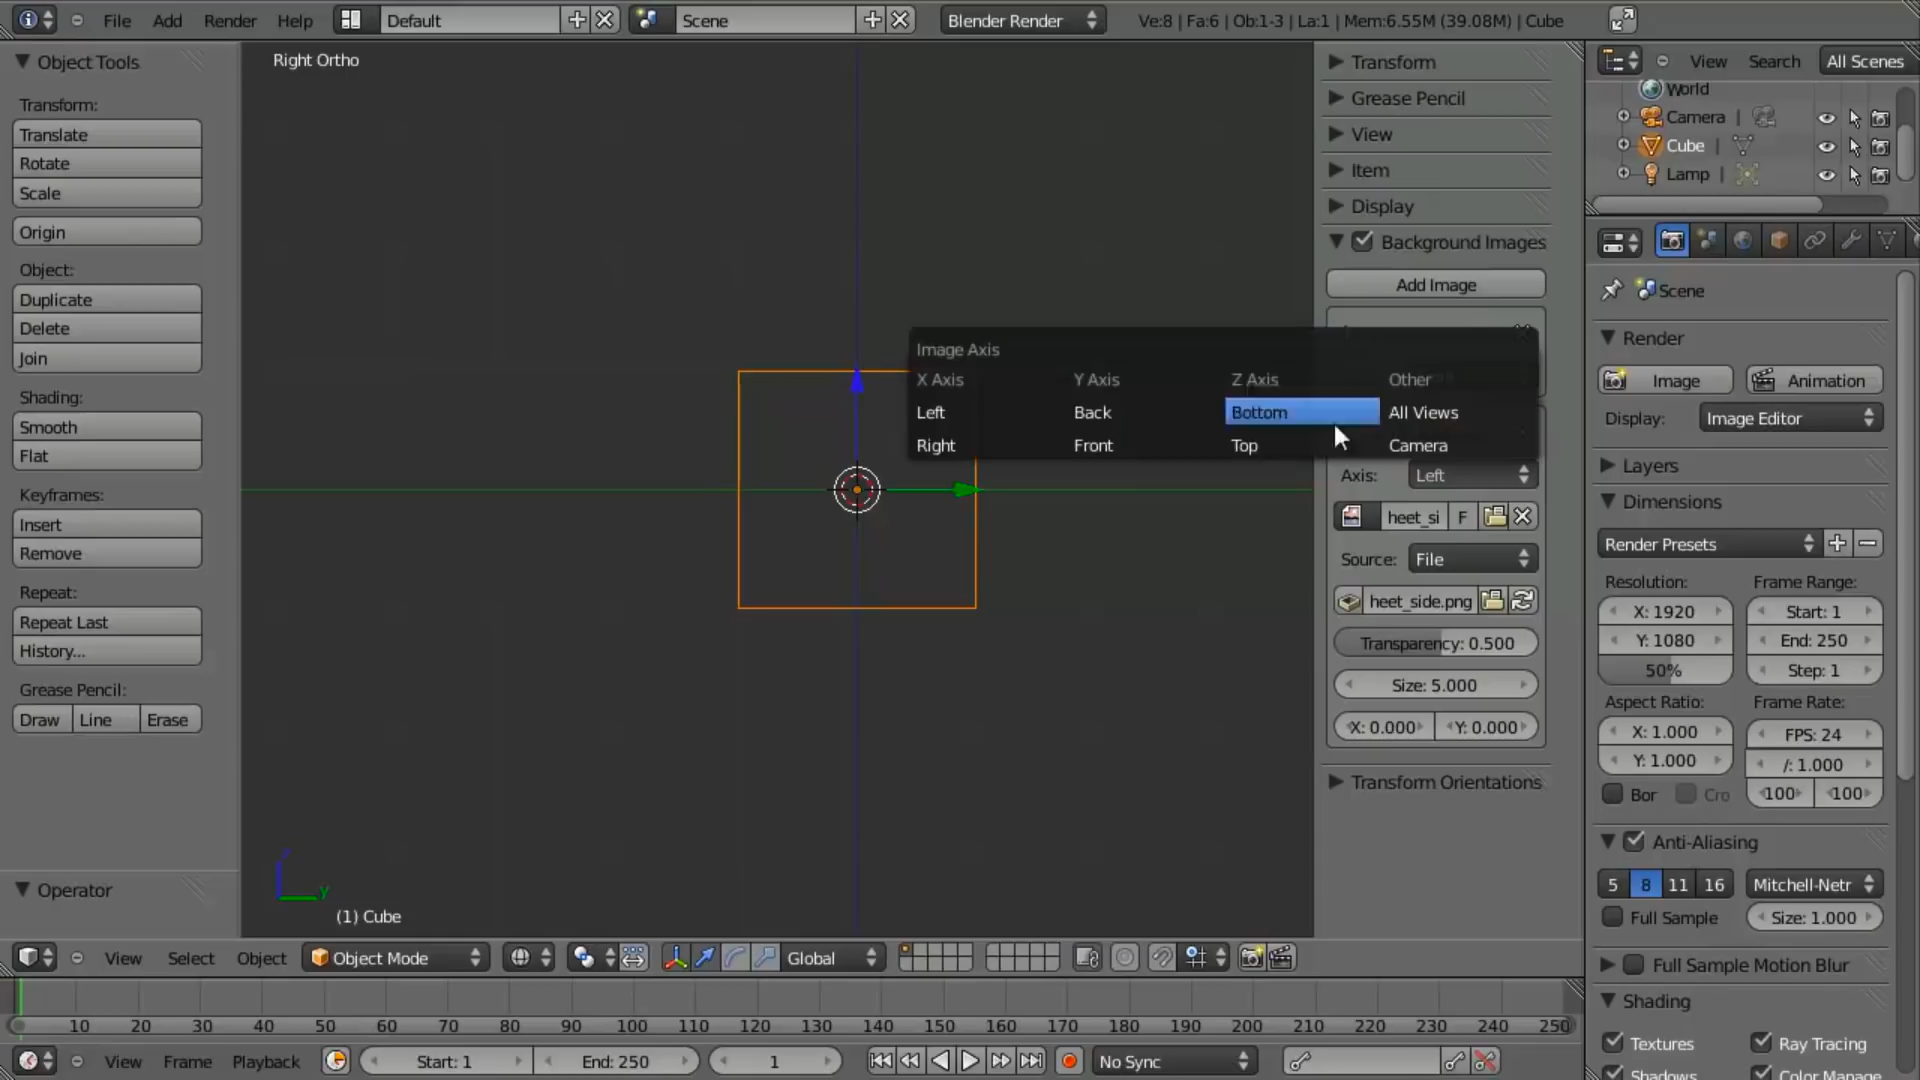 File Add Render Help Default Scene Blender Render Ve:8 | Fa:6 | Ob:1-3 | La:1 | Mem:6.55M (39.08M) | Cube
Object Tools
Transform:
Translate
Rotate
Scale
Origin
Object:
Duplicate
Delete
Join
Shading:
Smooth
Flat
Keyframes:
Insert
Remove
Repeat:
Repeat Last
History...
Grease Pencil:
Draw Line Erase
Operator
Right Ortho
z
y
(1) Cube
Image Axis
X Axis Y Axis Z Axis Other
Left Back Bottom All Views
Right Front Top Camera
Transform
Grease Pencil
View
Item
Display
Background Images
Add Image
Axis: Left
heet_si F
Source: File
heet_side.png
Transparency: 0.500
Size: 5.000
X: 0.000 Y: 0.000
Transform Orientations
View Search All Scenes
World
Camera
Cube
Lamp
Scene
Render
Image Animation
Display: Image Editor
Layers
Dimensions
Render Presets
Resolution: Frame Range:
X: 1920 Start: 1
Y: 1080 End: 250
50% Step: 1
Aspect Ratio: Frame Rate:
X: 1.000 FPS: 24
Y: 1.000 /: 1.000
Bor Cro 100 100
Anti-Aliasing
5 8 11 16 Mitchell-Netr
Full Sample Size: 1.000
Full Sample Motion Blur
Shading
Textures Ray Tracing
Shadows Color Manage
View Select Object Object Mode Global
10 20 30 40 50 60 70 80 90 100 110 120 130 140 150 160 170 180 190 200 210 220 230 240 250
View Frame Playback Start: 1 End: 250 1 No Sync